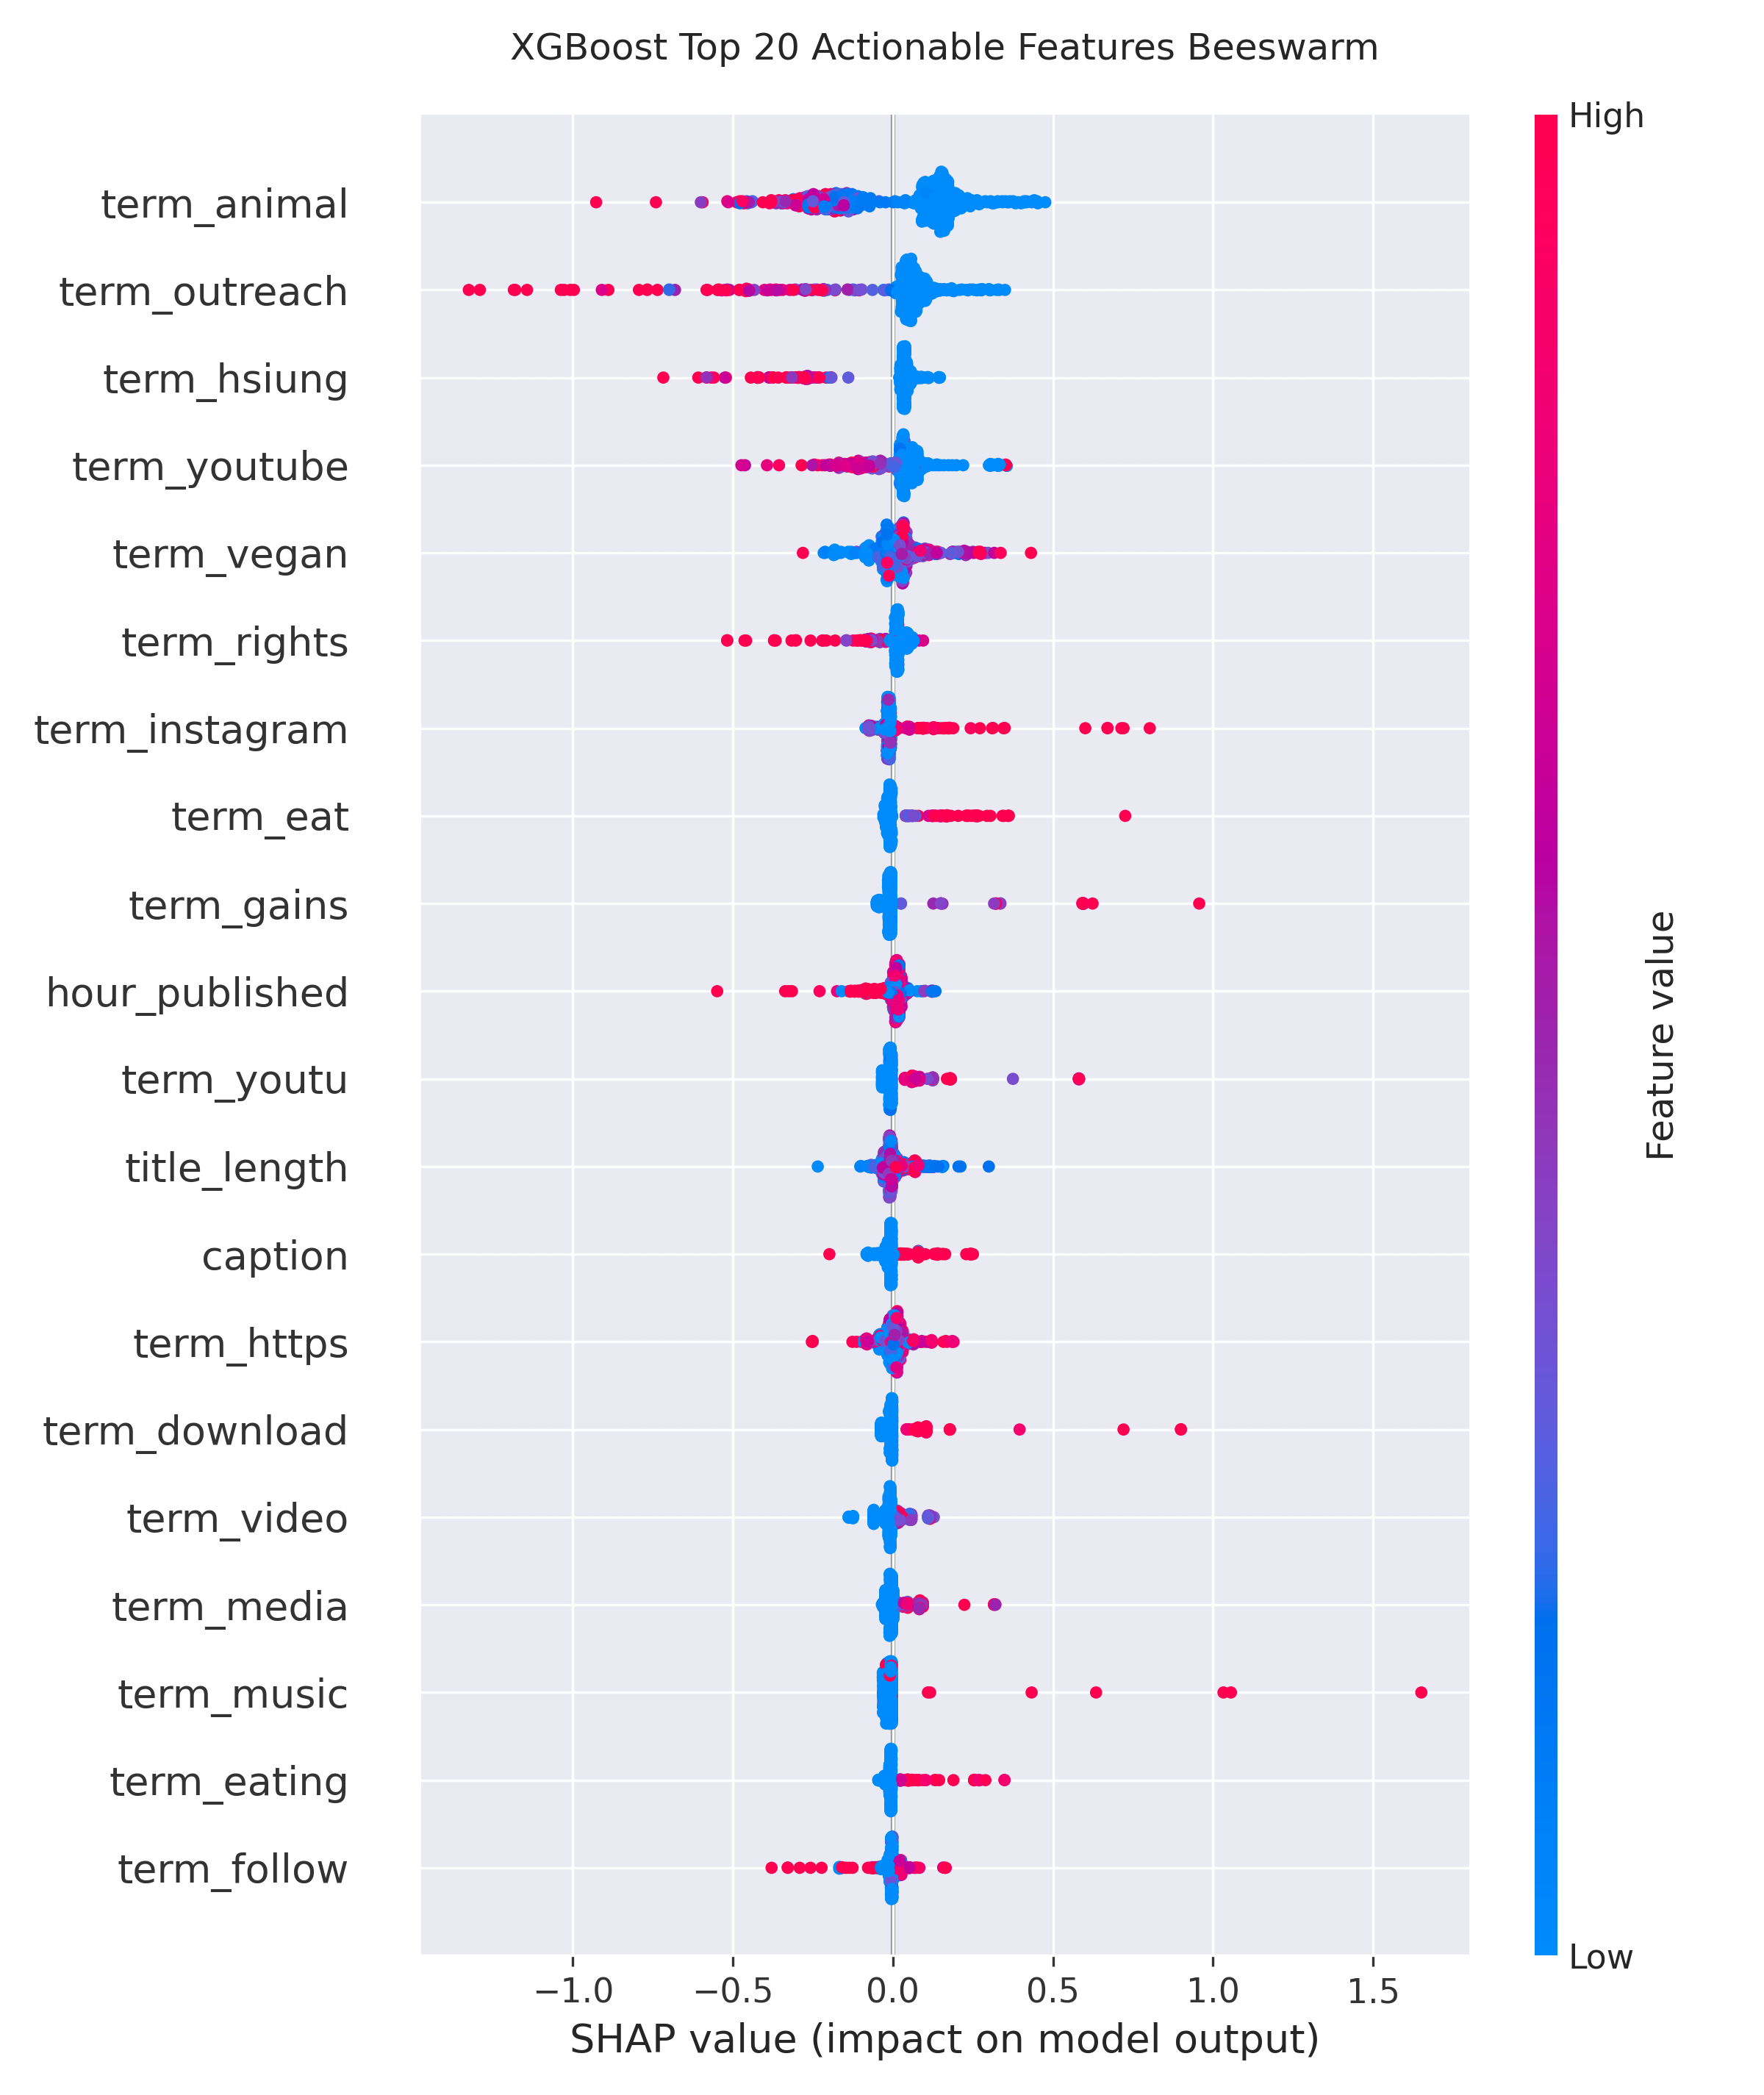 XGBoost Top 20 Actionable Features Beeswarm
High
term_animal
term_outreach
term_hsiung
term_youtube
term_vegan
term_rights
term_instagram
term_eat
term_gains
hour_published
term_youtu
title_length
caption
term_https
term_download
term_video
term_media
term_music
term_eating
term_follow
Feature value
Low
−1.0 −0.5 0.0 0.5 1.0 1.5
SHAP value (impact on model output)